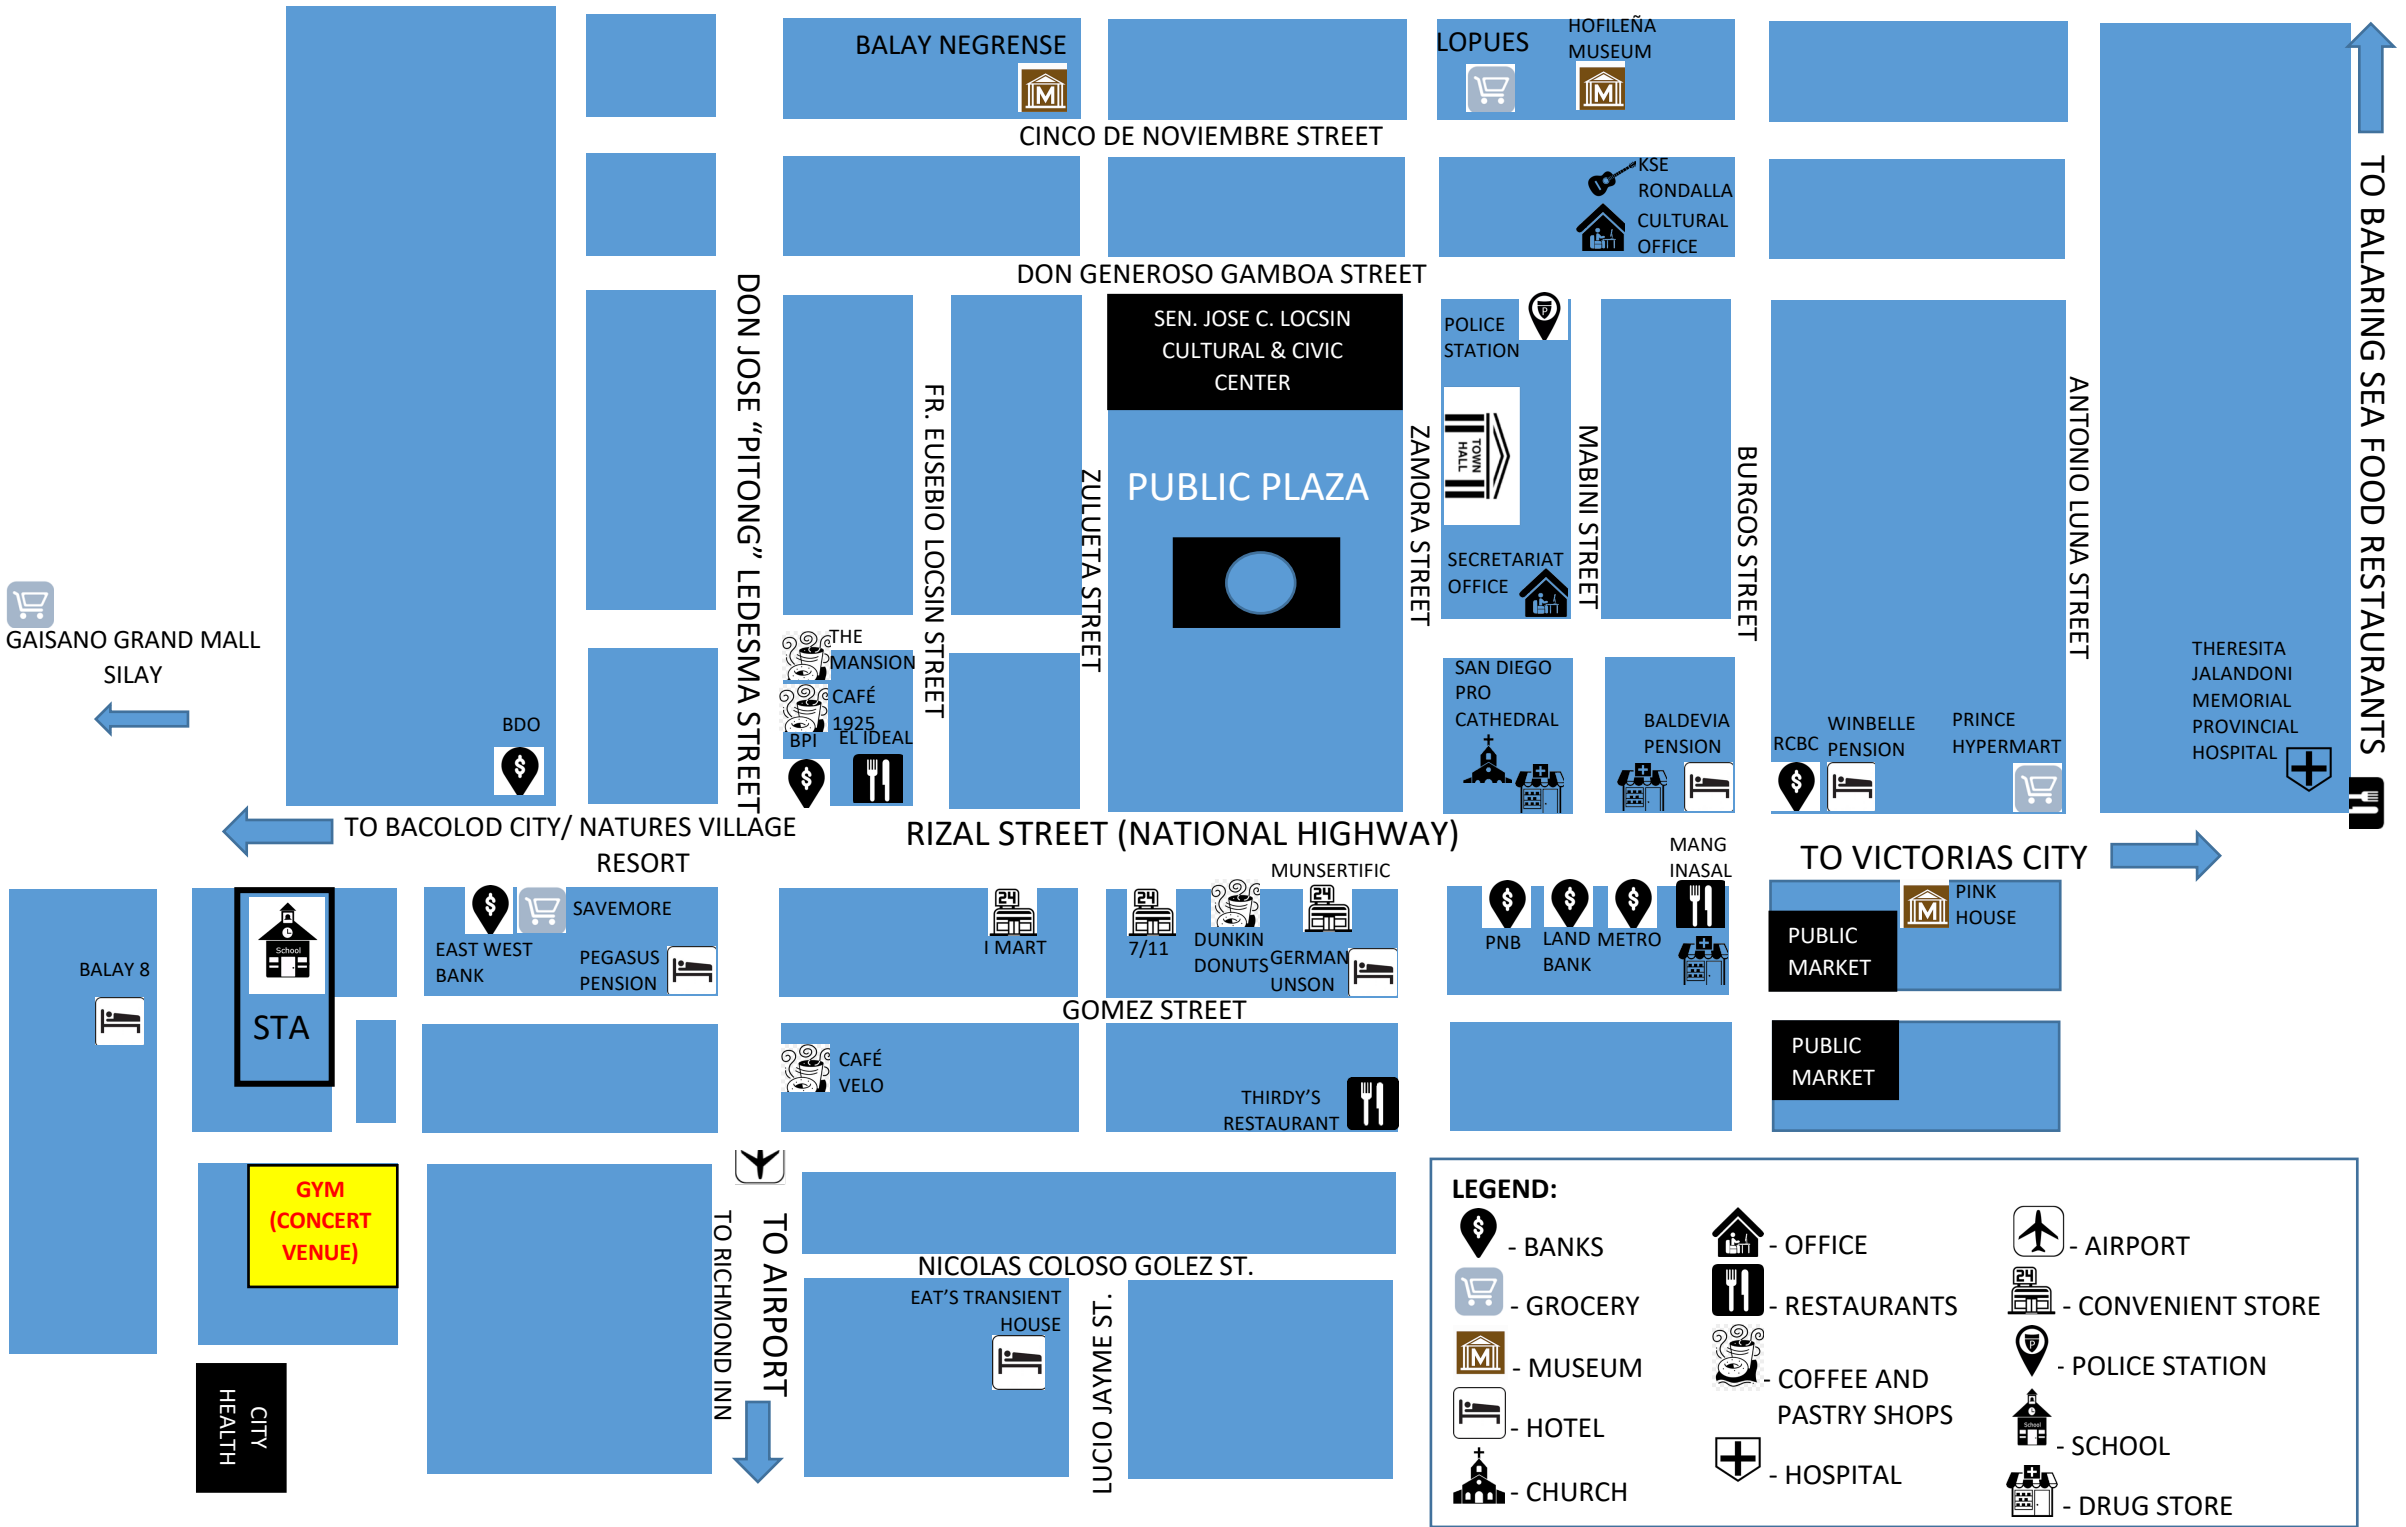 BALAY NEGRENSE
LOPUES
HOFILEÑA
MUSEUM
CINCO DE NOVIEMBRE STREET
KSE
RONDALLA
CULTURAL
OFFICE
DON GENEROSO GAMBOA STREET
DON JOSE “PITONG” LEDESMA STREET
FR. EUSEBIO LOCSIN STREET
ZULUETA STREET
SEN. JOSE C. LOCSIN
CULTURAL & CIVIC
CENTER
PUBLIC PLAZA
ZAMORA STREET
POLICE
STATION
TOWN
HALL
SECRETARIAT
OFFICE
MABINI STREET
BURGOS STREET
ANTONIO LUNA STREET
TO BALARING SEA FOOD RESTAURANTS
GAISANO GRAND MALL
SILAY
BDO
THE
MANSION
CAFÉ
1925
BPI
EL IDEAL
SAN DIEGO
PRO
CATHEDRAL
BALDEVIA
PENSION
RCBC
WINBELLE
PENSION
PRINCE
HYPERMART
THERESITA
JALANDONI
MEMORIAL
PROVINCIAL
HOSPITAL
TO BACOLOD CITY/ NATURES VILLAGE
RESORT
RIZAL STREET (NATIONAL HIGHWAY)
TO VICTORIAS CITY
BALAY 8
School
STA
EAST WEST
BANK
SAVEMORE
PEGASUS
PENSION
24
I MART
24
7/11
DUNKIN
DONUTS
MUNSERTIFIC
24
GERMAN
UNSON
PNB
LAND
BANK
METRO
MANG
INASAL
PUBLIC
MARKET
M
PINK
HOUSE
GOMEZ STREET
CAFÉ
VELO
THIRDY’S
RESTAURANT
PUBLIC
MARKET
GYM
(CONCERT
VENUE)
CITY
HEALTH
TO RICHMOND INN
TO AIRPORT
NICOLAS COLOSO GOLEZ ST.
EAT’S TRANSIENT
HOUSE
LUCIO JAYME ST.
LEGEND:
- BANKS
- GROCERY
- MUSEUM
- HOTEL
- CHURCH
- OFFICE
- RESTAURANTS
- COFFEE AND
PASTRY SHOPS
- HOSPITAL
- AIRPORT
- CONVENIENT STORE
- POLICE STATION
- SCHOOL
- DRUG STORE